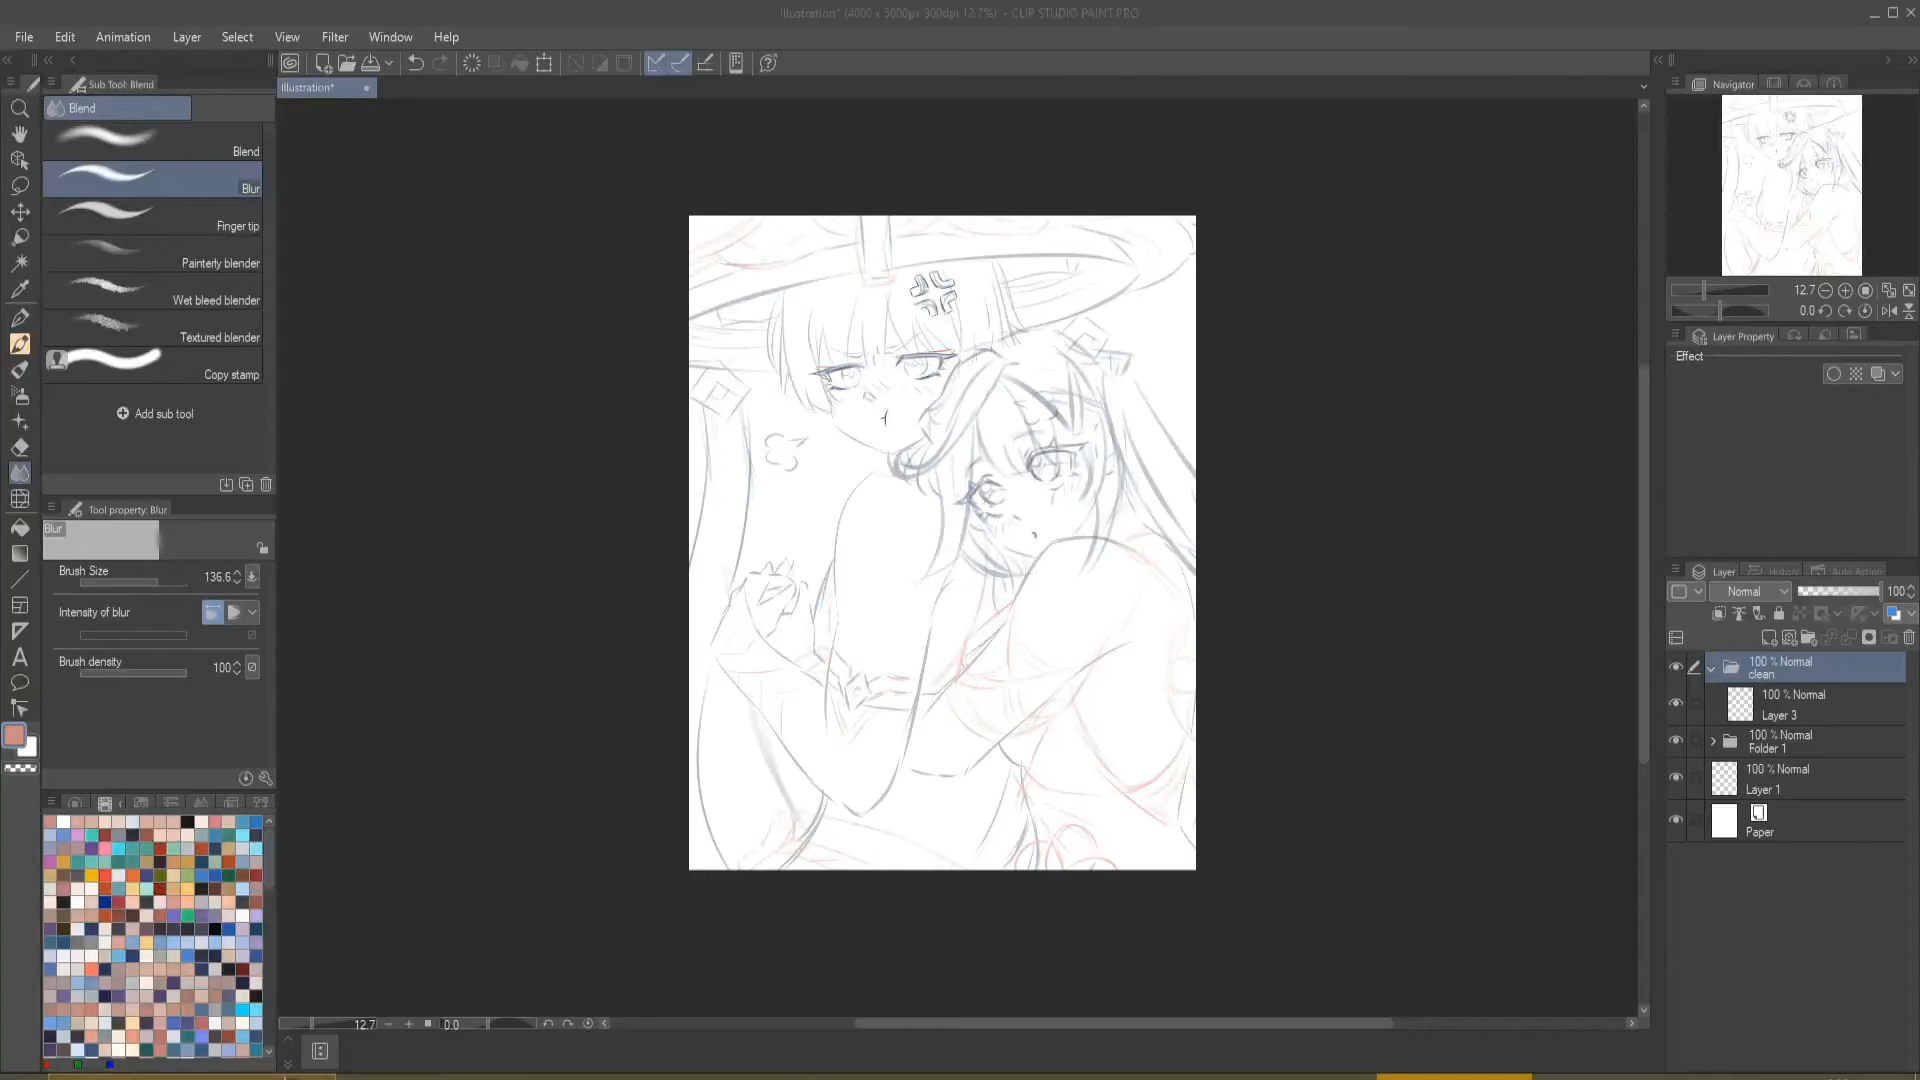 Illustration* (4000 x 5000px 300dpi 12.7%) - CLIP STUDIO PAINT PRO
File Edit Animation Layer Select View Filter Window Help
Sub Tool: Blend
Illustration*
Navigator
Blend
Blend
Blur
Finger tip
Painterly blender
Wet bleed blender
Textured blender
Copy stamp
Add sub tool
12.7
0.0
Layer Property
Effect
Tool property: Blur
Blur
Brush Size 136.6
Intensity of blur
Brush density 100
Layer History Auto Action
Normal 100
100 % Normal
clean
100 % Normal
Layer 3
100 % Normal
Folder 1
100 % Normal
Layer 1
Paper
12.7 0.0